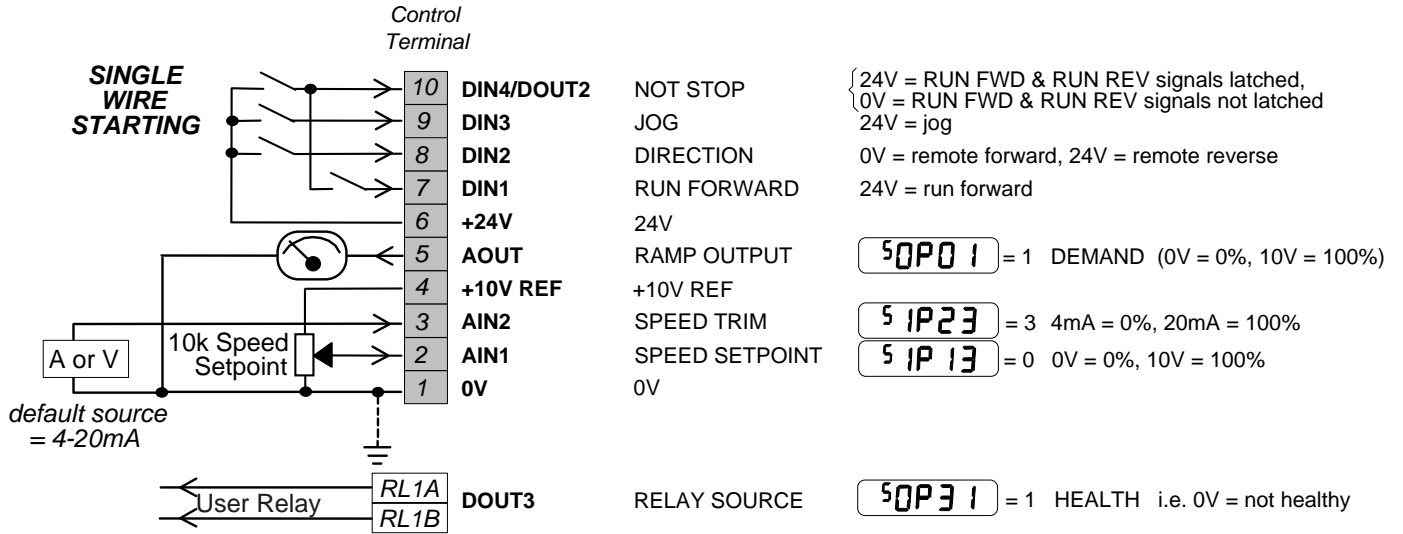 Control
Terminal
SINGLE
WIRE
STARTING
10 DIN4/DOUT2 NOT STOP 24V = RUN FWD & RUN REV signals latched,
0V = RUN FWD & RUN REV signals not latched
9 DIN3 JOG 24V = jog
8 DIN2 DIRECTION 0V = remote forward, 24V = remote reverse
7 DIN1 RUN FORWARD 24V = run forward
6 +24V 24V
5 AOUT RAMP OUTPUT SOP01 = 1 DEMAND (0V = 0%, 10V = 100%)
4 +10V REF +10V REF
3 AIN2 SPEED TRIM SIP23 = 3 4mA = 0%, 20mA = 100%
10k Speed
Setpoint
A or V
2 AIN1 SPEED SETPOINT SIP13 = 0 0V = 0%, 10V = 100%
1 0V 0V
default source
= 4-20mA
User Relay
RL1A
RL1B
DOUT3 RELAY SOURCE SOP31 = 1 HEALTH i.e. 0V = not healthy